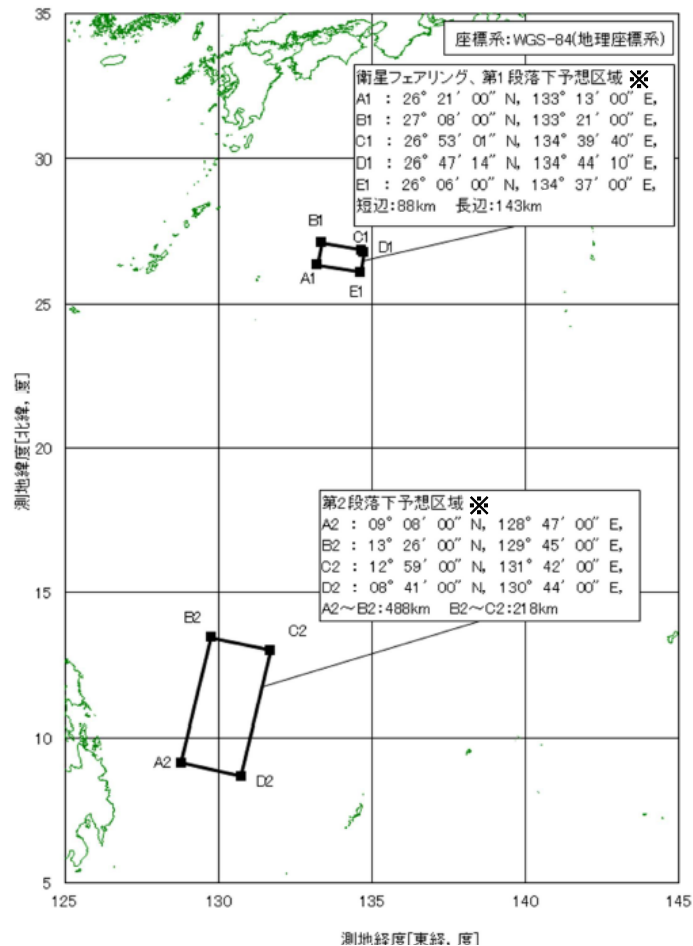 35
座標系:WGS-84(地理座標系)
衛星フェアリング、第1段落下予想区域 ※
A1 : 26° 21′ 00″ N, 133° 13′ 00″ E,
B1 : 27° 08′ 00″ N, 133° 21′ 00″ E,
C1 : 26° 53′ 01″ N, 134° 39′ 40″ E,
D1 : 26° 47′ 14″ N, 134° 44′ 10″ E,
E1 : 26° 06′ 00″ N, 134° 37′ 00″ E,
短辺:88km 長辺:143km
30
B1
C1
D1
A1
E1
25
測地緯度[北緯, 度]
20
第2段落下予想区域 ※
A2 : 09° 08′ 00″ N, 128° 47′ 00″ E,
B2 : 13° 26′ 00″ N, 129° 45′ 00″ E,
C2 : 12° 59′ 00″ N, 131° 42′ 00″ E,
D2 : 08° 41′ 00″ N, 130° 44′ 00″ E,
A2～B2:488km B2～C2:218km
15
B2
C2
10
A2
D2
5
125 130 135 140 145
測地経度[東経, 度]